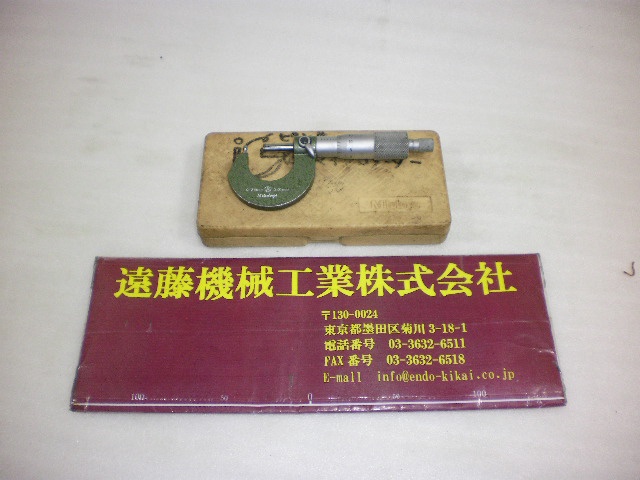 Mitutoyo
遠藤機械工業株式会社
〒130-0024
東京都墨田区菊川 3-18-1
電話番号 03-3632-6511
FAX 番号 03-3632-6518
E-mail info@endo-kikai.co.jp
100 50 0 50 100